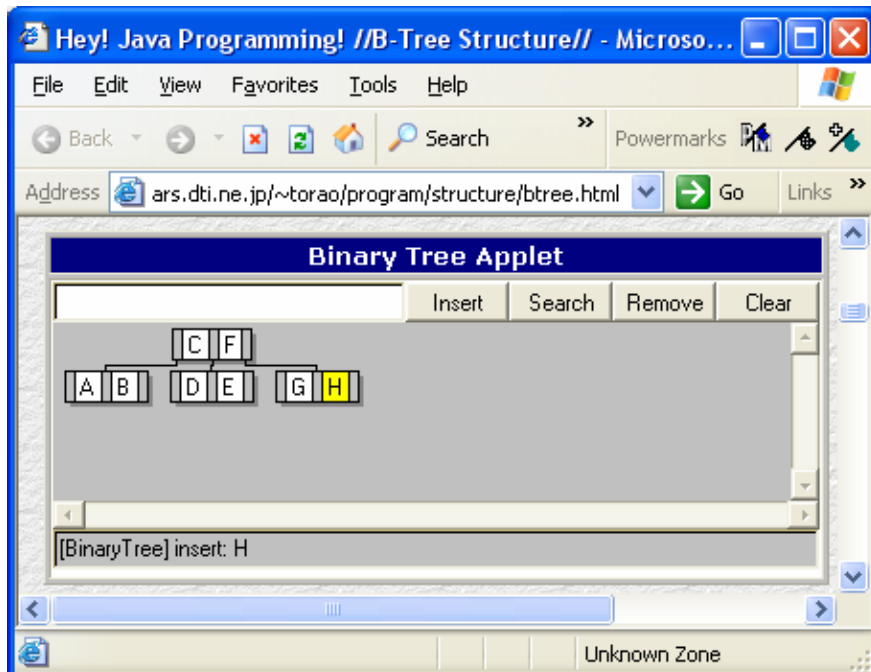 Hey! Java Programming! //B-Tree Structure// - Microso...
File Edit View Favorites Tools Help
Back Search » Powermarks
Address ars.dti.ne.jp/~torao/program/structure/btree.html Go Links »
Binary Tree Applet
Insert Search Remove Clear
C F
A B D E G H
[BinaryTree] insert: H
Unknown Zone